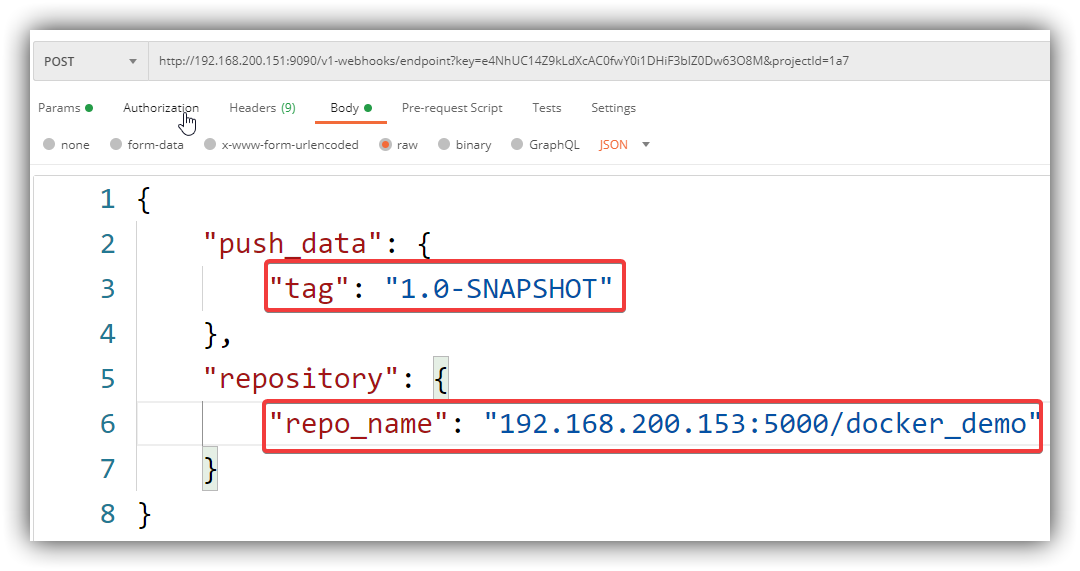 POST http://192.168.200.151:9090/v1-webhooks/endpoint?key=e4NhUC14Z9kLdXcAC0fwY0i1DHiF3bIZ0Dw63O8M&projectId=1a7
Params Authorization Headers (9) Body Pre-request Script Tests Settings
none form-data x-www-form-urlencoded raw binary GraphQL JSON
1 {
2 "push_data": {
3 "tag": "1.0-SNAPSHOT"
4 },
5 "repository": {
6 "repo_name": "192.168.200.153:5000/docker_demo"
7 }
8 }